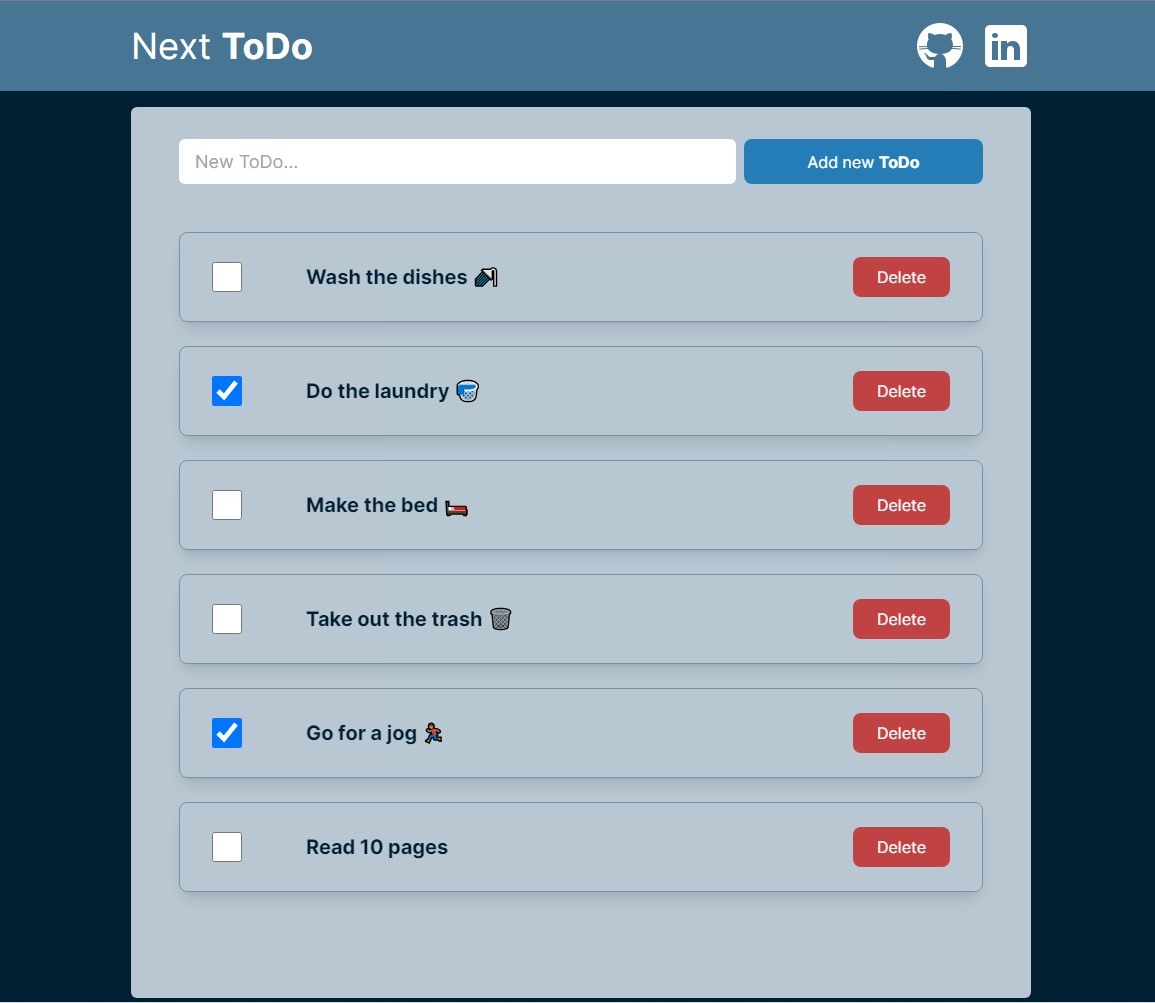 Next ToDo
in
New ToDo...
Add new ToDo
Wash the dishes
Delete
Do the laundry
Delete
Make the bed
Delete
Take out the trash
Delete
Go for a jog
Delete
Read 10 pages
Delete